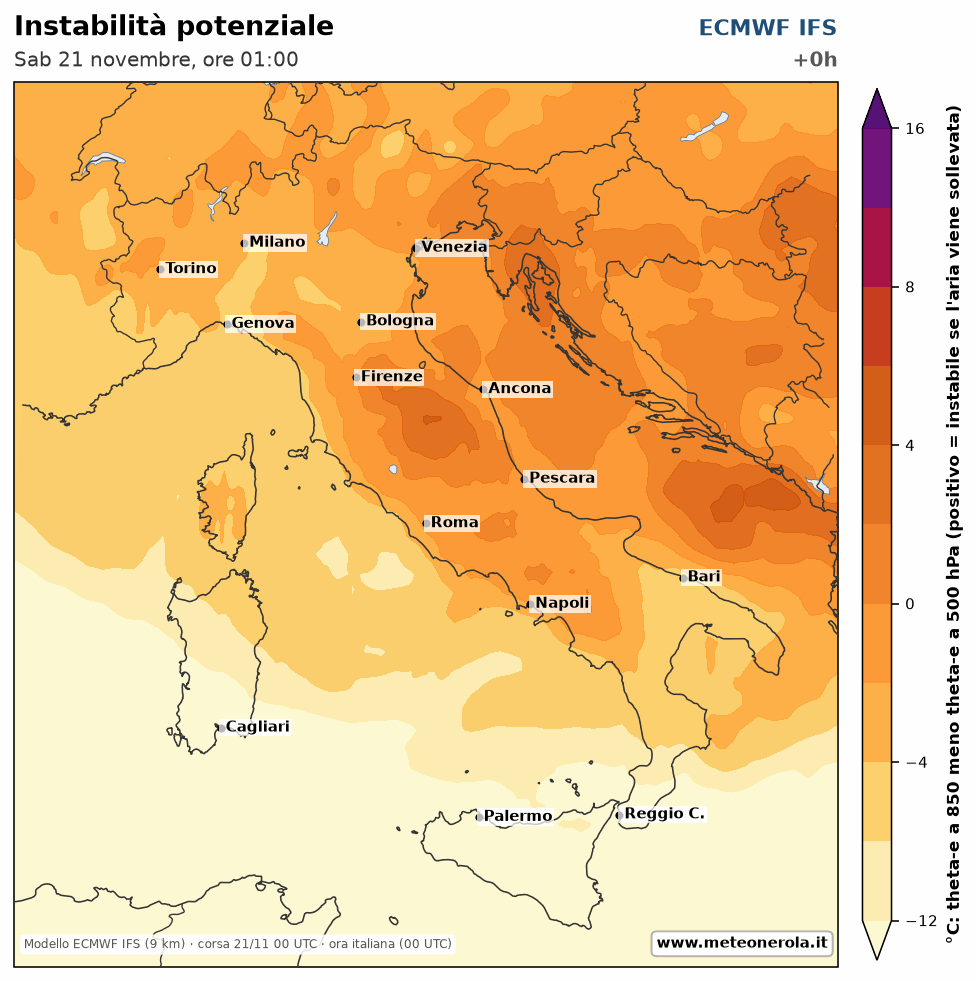 Instabilità potenziale
ECMWF IFS
Sab 21 novembre, ore 01:00
+0h
Milano
Venezia
Torino
Genova
Bologna
Firenze
Ancona
Pescara
Roma
Bari
Napoli
Cagliari
Palermo
Reggio C.
16
8
4
0
−4
−12
°C: theta-e a 850 meno theta-e a 500 hPa (positivo = instabile se l'aria viene sollevata)
Modello ECMWF IFS (9 km) · corsa 21/11 00 UTC · ora italiana (00 UTC)
www.meteonerola.it